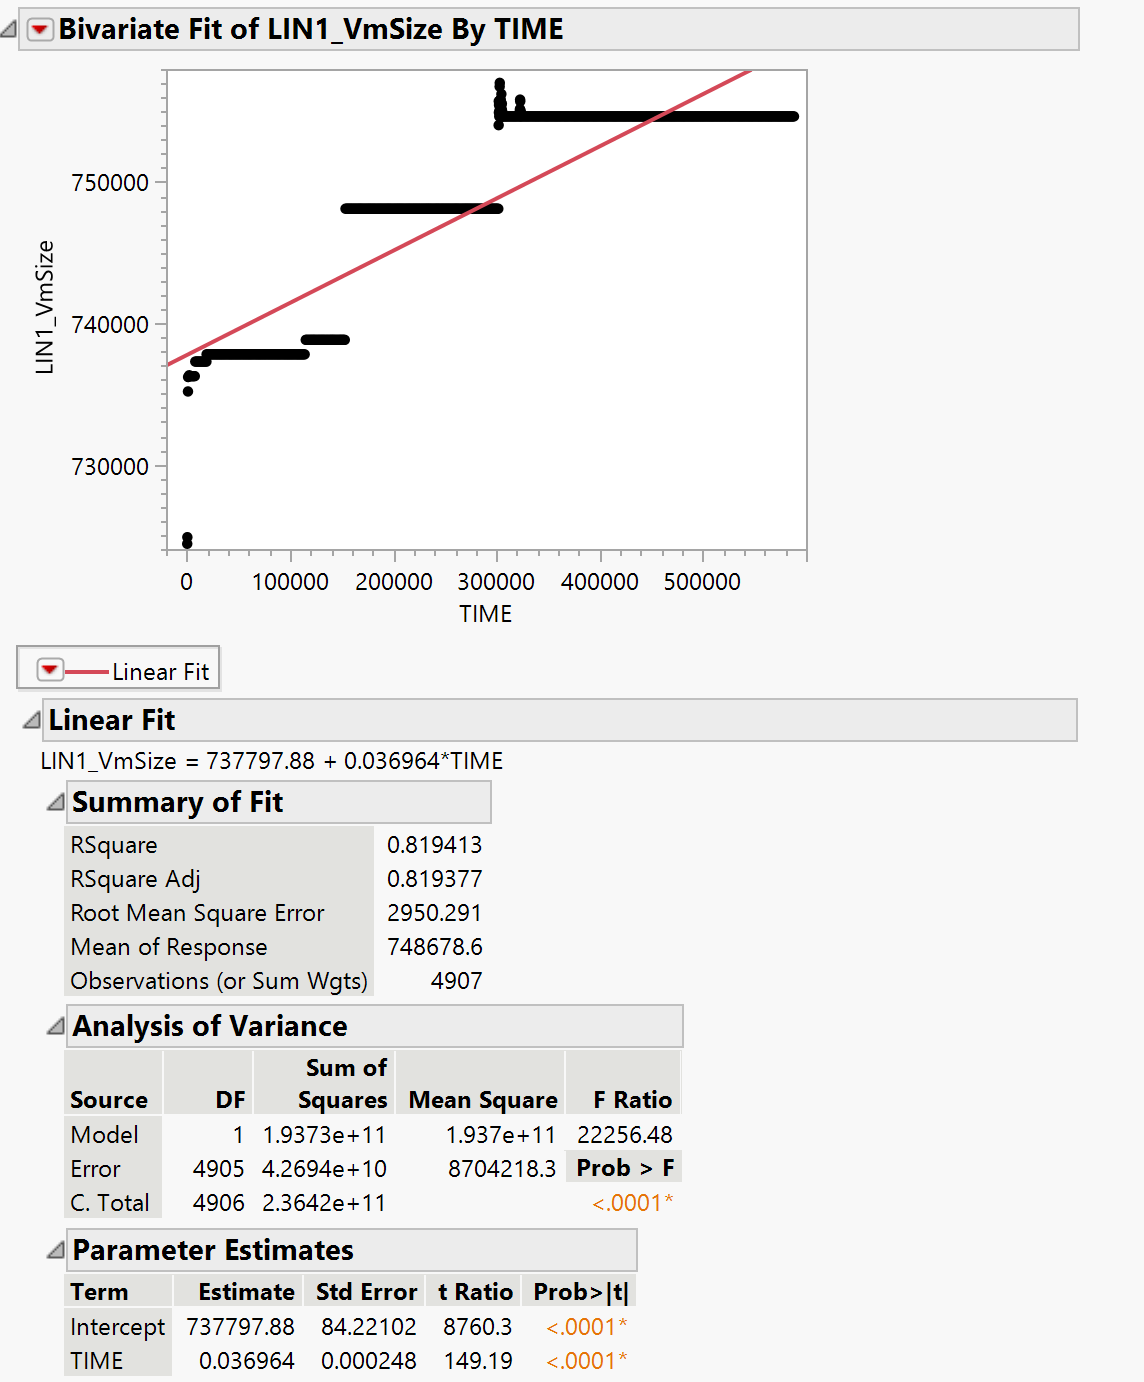 Bivariate Fit of LIN1_VmSize By TIME
750000
740000
730000
LIN1_VmSize
0 100000 200000 300000 400000 500000
TIME
Linear Fit
Linear Fit
LIN1_VmSize = 737797.88 + 0.036964*TIME
Summary of Fit
RSquare 0.819413
RSquare Adj 0.819377
Root Mean Square Error 2950.291
Mean of Response 748678.6
Observations (or Sum Wgts) 4907
Analysis of Variance
Sum of
Source DF Squares Mean Square F Ratio
Model 1 1.9373e+11 1.937e+11 22256.48
Error 4905 4.2694e+10 8704218.3 Prob > F
C. Total 4906 2.3642e+11 <.0001*
Parameter Estimates
Term Estimate Std Error t Ratio Prob>|t|
Intercept 737797.88 84.22102 8760.3 <.0001*
TIME 0.036964 0.000248 149.19 <.0001*